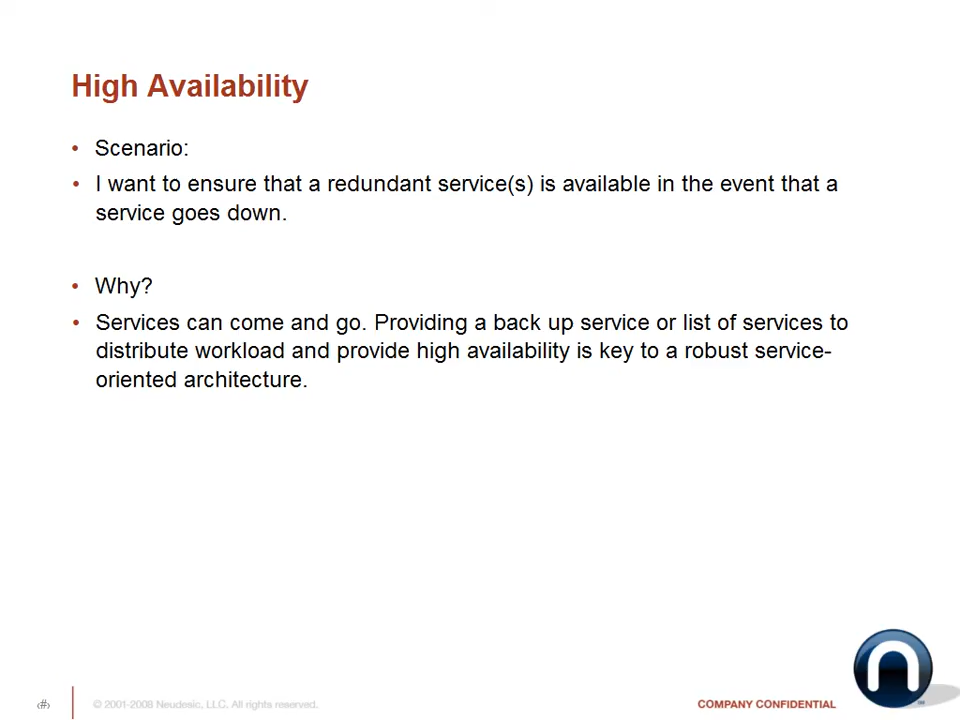 High Availability
• Scenario:
• I want to ensure that a redundant service(s) is available in the event that a
service goes down.
• Why?
• Services can come and go. Providing a back up service or list of services to
distribute workload and provide high availability is key to a robust service-
oriented architecture.
‹#›
© 2001-2008 Neudesic, LLC. All rights reserved.
COMPANY CONFIDENTIAL
SM